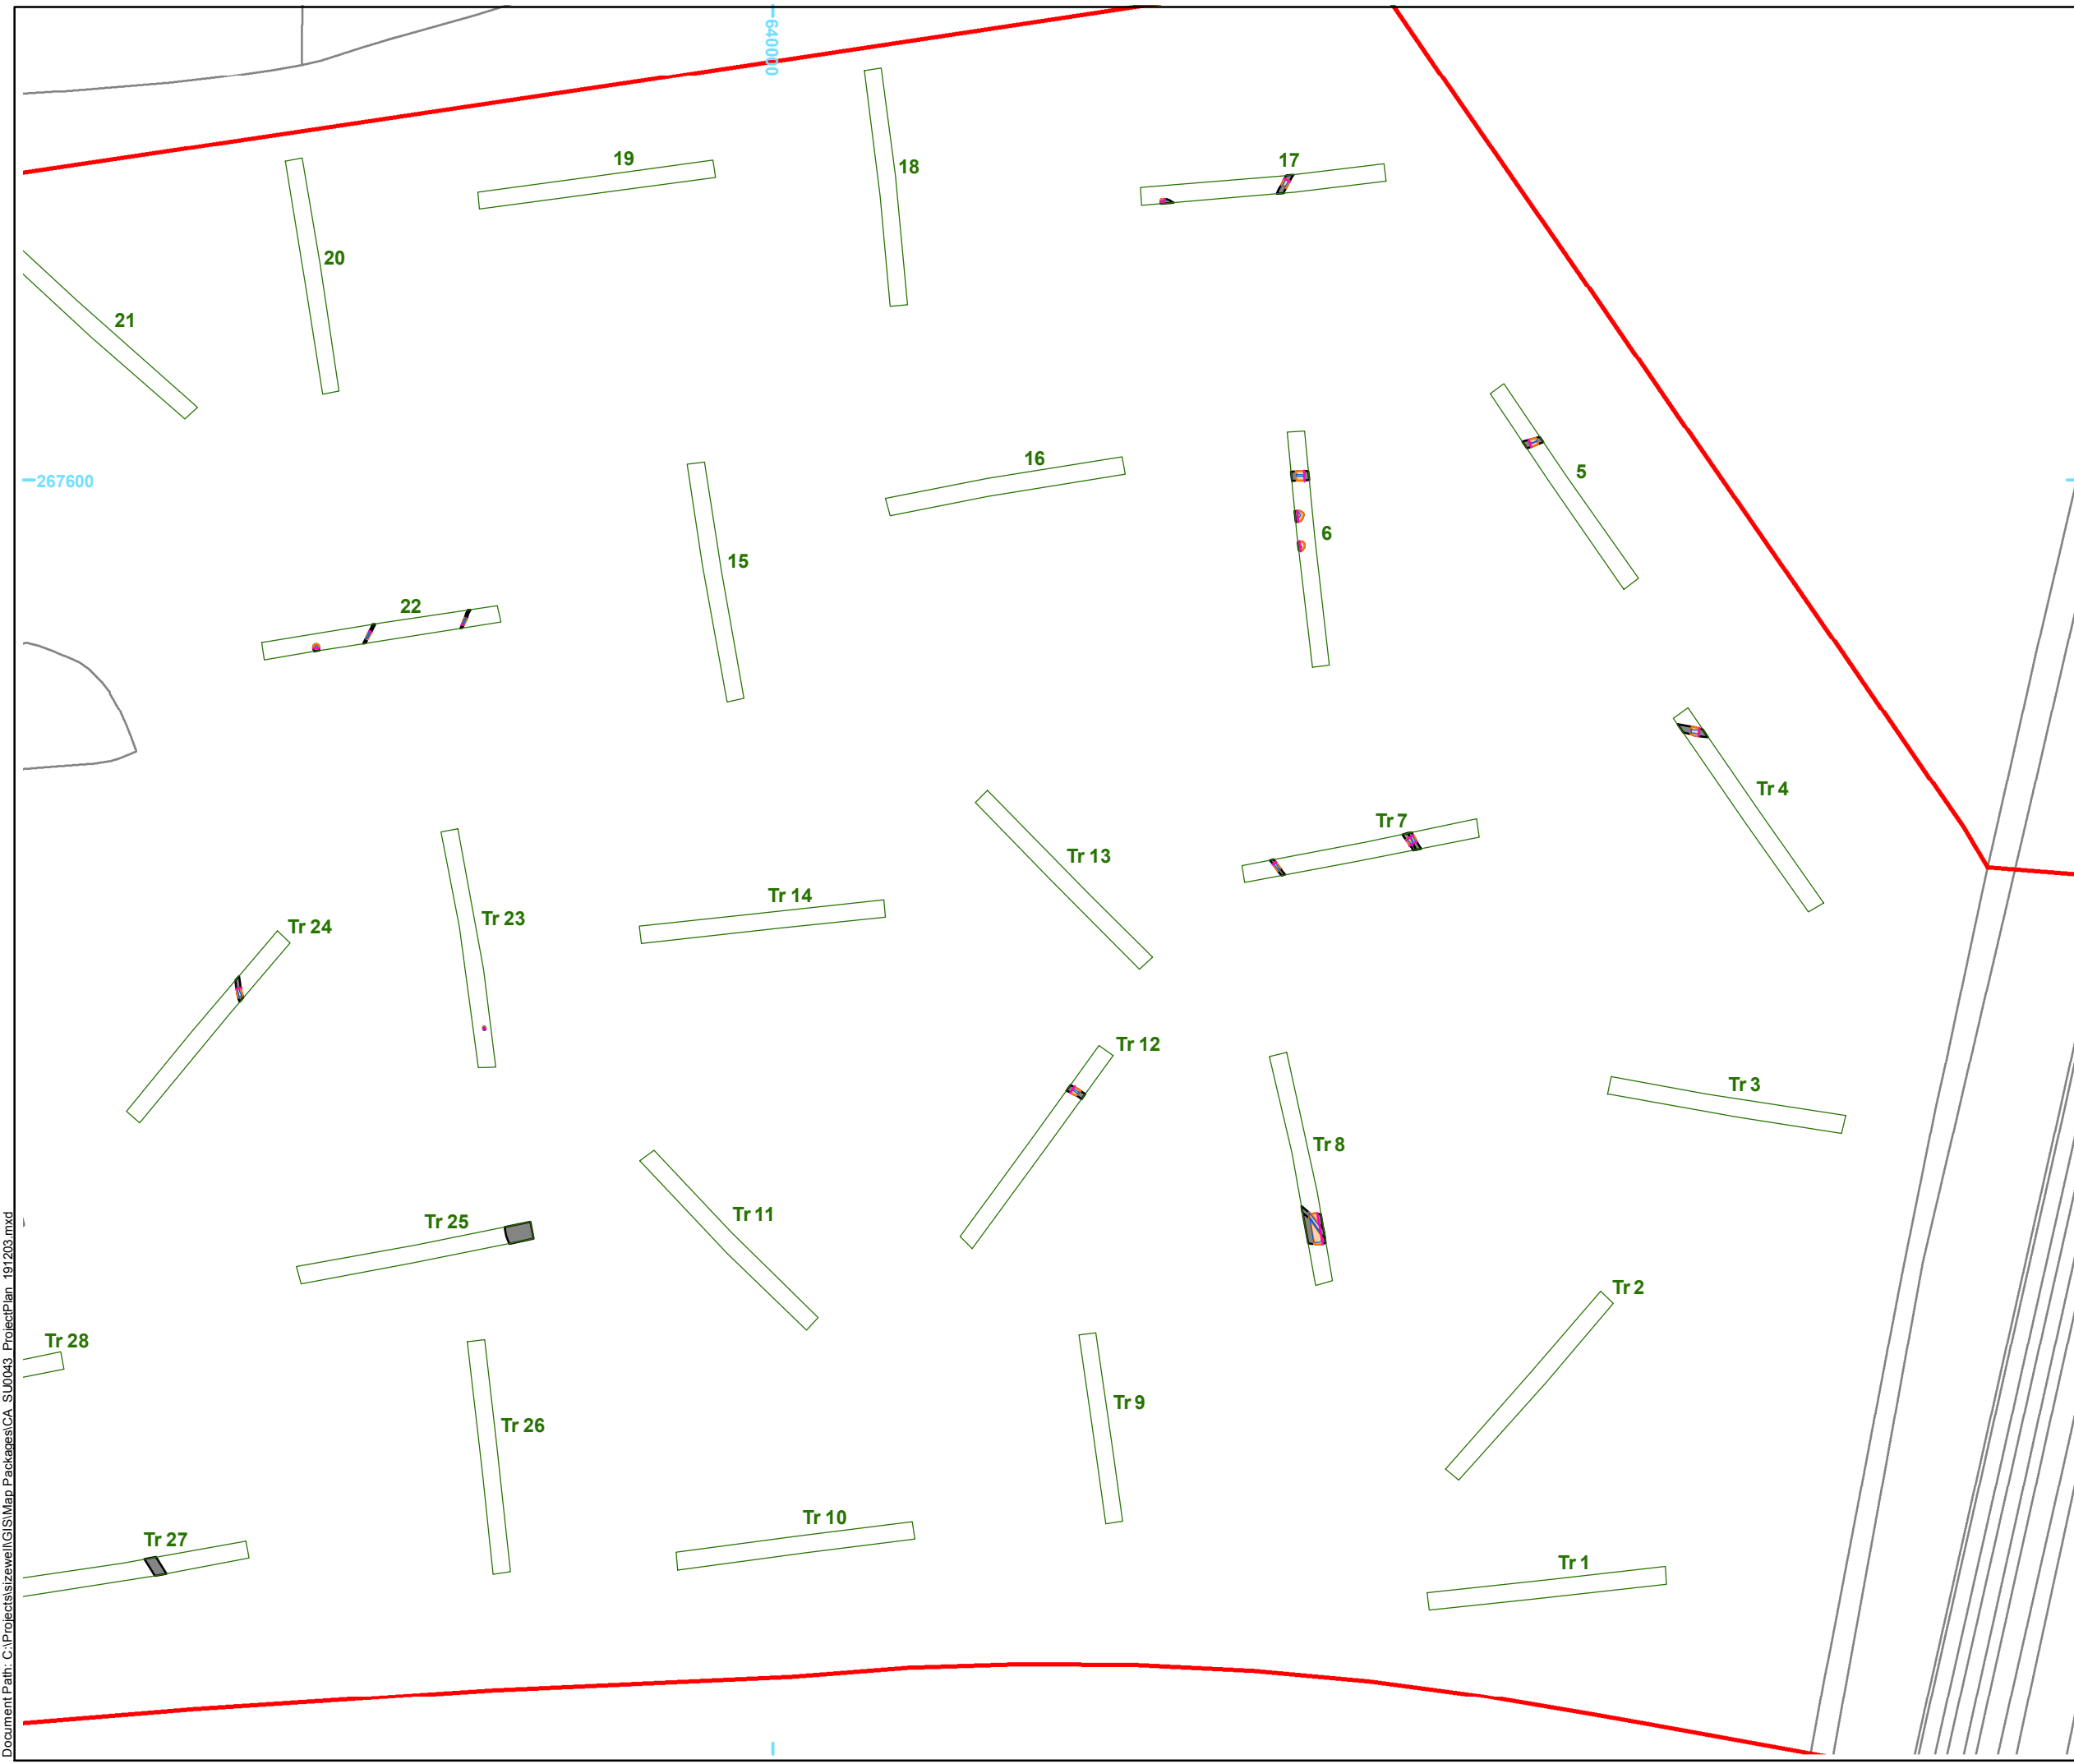 640000
19
18
17
20
21
267600
16
5
6
15
22
Tr 4
Tr 7
Tr 13
Tr 14
Tr 23
Tr 24
Tr 12
Tr 3
Tr 8
Tr 11
Tr 25
Tr 2
Tr 28
Tr 9
Tr 26
Tr 10
Tr 27
Tr 1
Document Path: C:\Projects\sizewell\GIS\Map Packages\CA_SU0043_ProjectPlan_191203.mxd